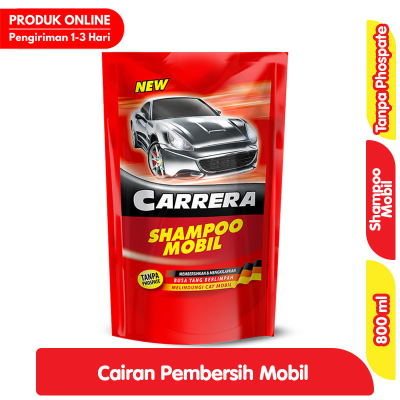 PRODUK ONLINE
Pengiriman 1-3 Hari
NEW
CARRERA
SHAMPOO
MOBIL
TANPA
PHOSPATE
MEMBERSIHKAN & MENGKILAPKAN
BUSA YANG BERLIMPAH
MELINDUNGI CAT MOBIL
Tanpa Phospate
Shampoo
Mobil
800 ml
Cairan Pembersih Mobil